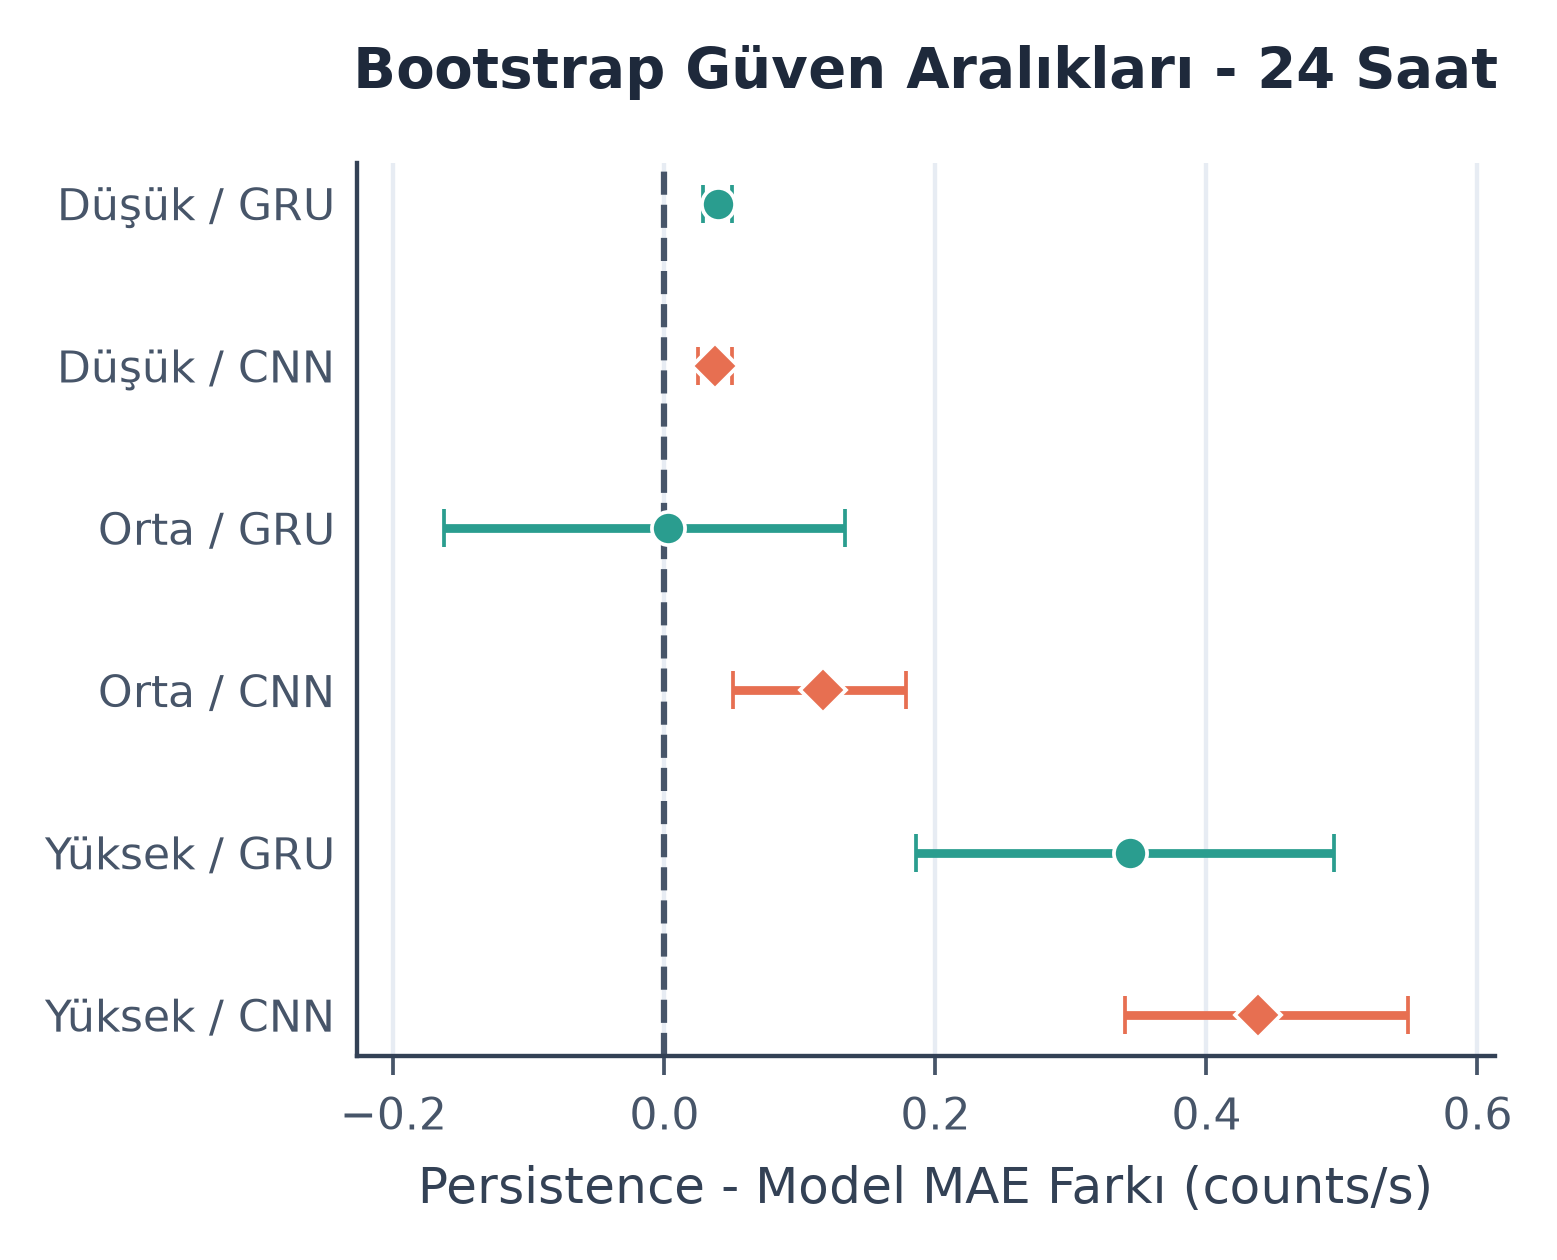 Bootstrap Güven Aralıkları - 24 Saat
Düşük / GRU
Düşük / CNN
Orta / GRU
Orta / CNN
Yüksek / GRU
Yüksek / CNN
−0.2 0.0 0.2 0.4 0.6
Persistence - Model MAE Farkı (counts/s)